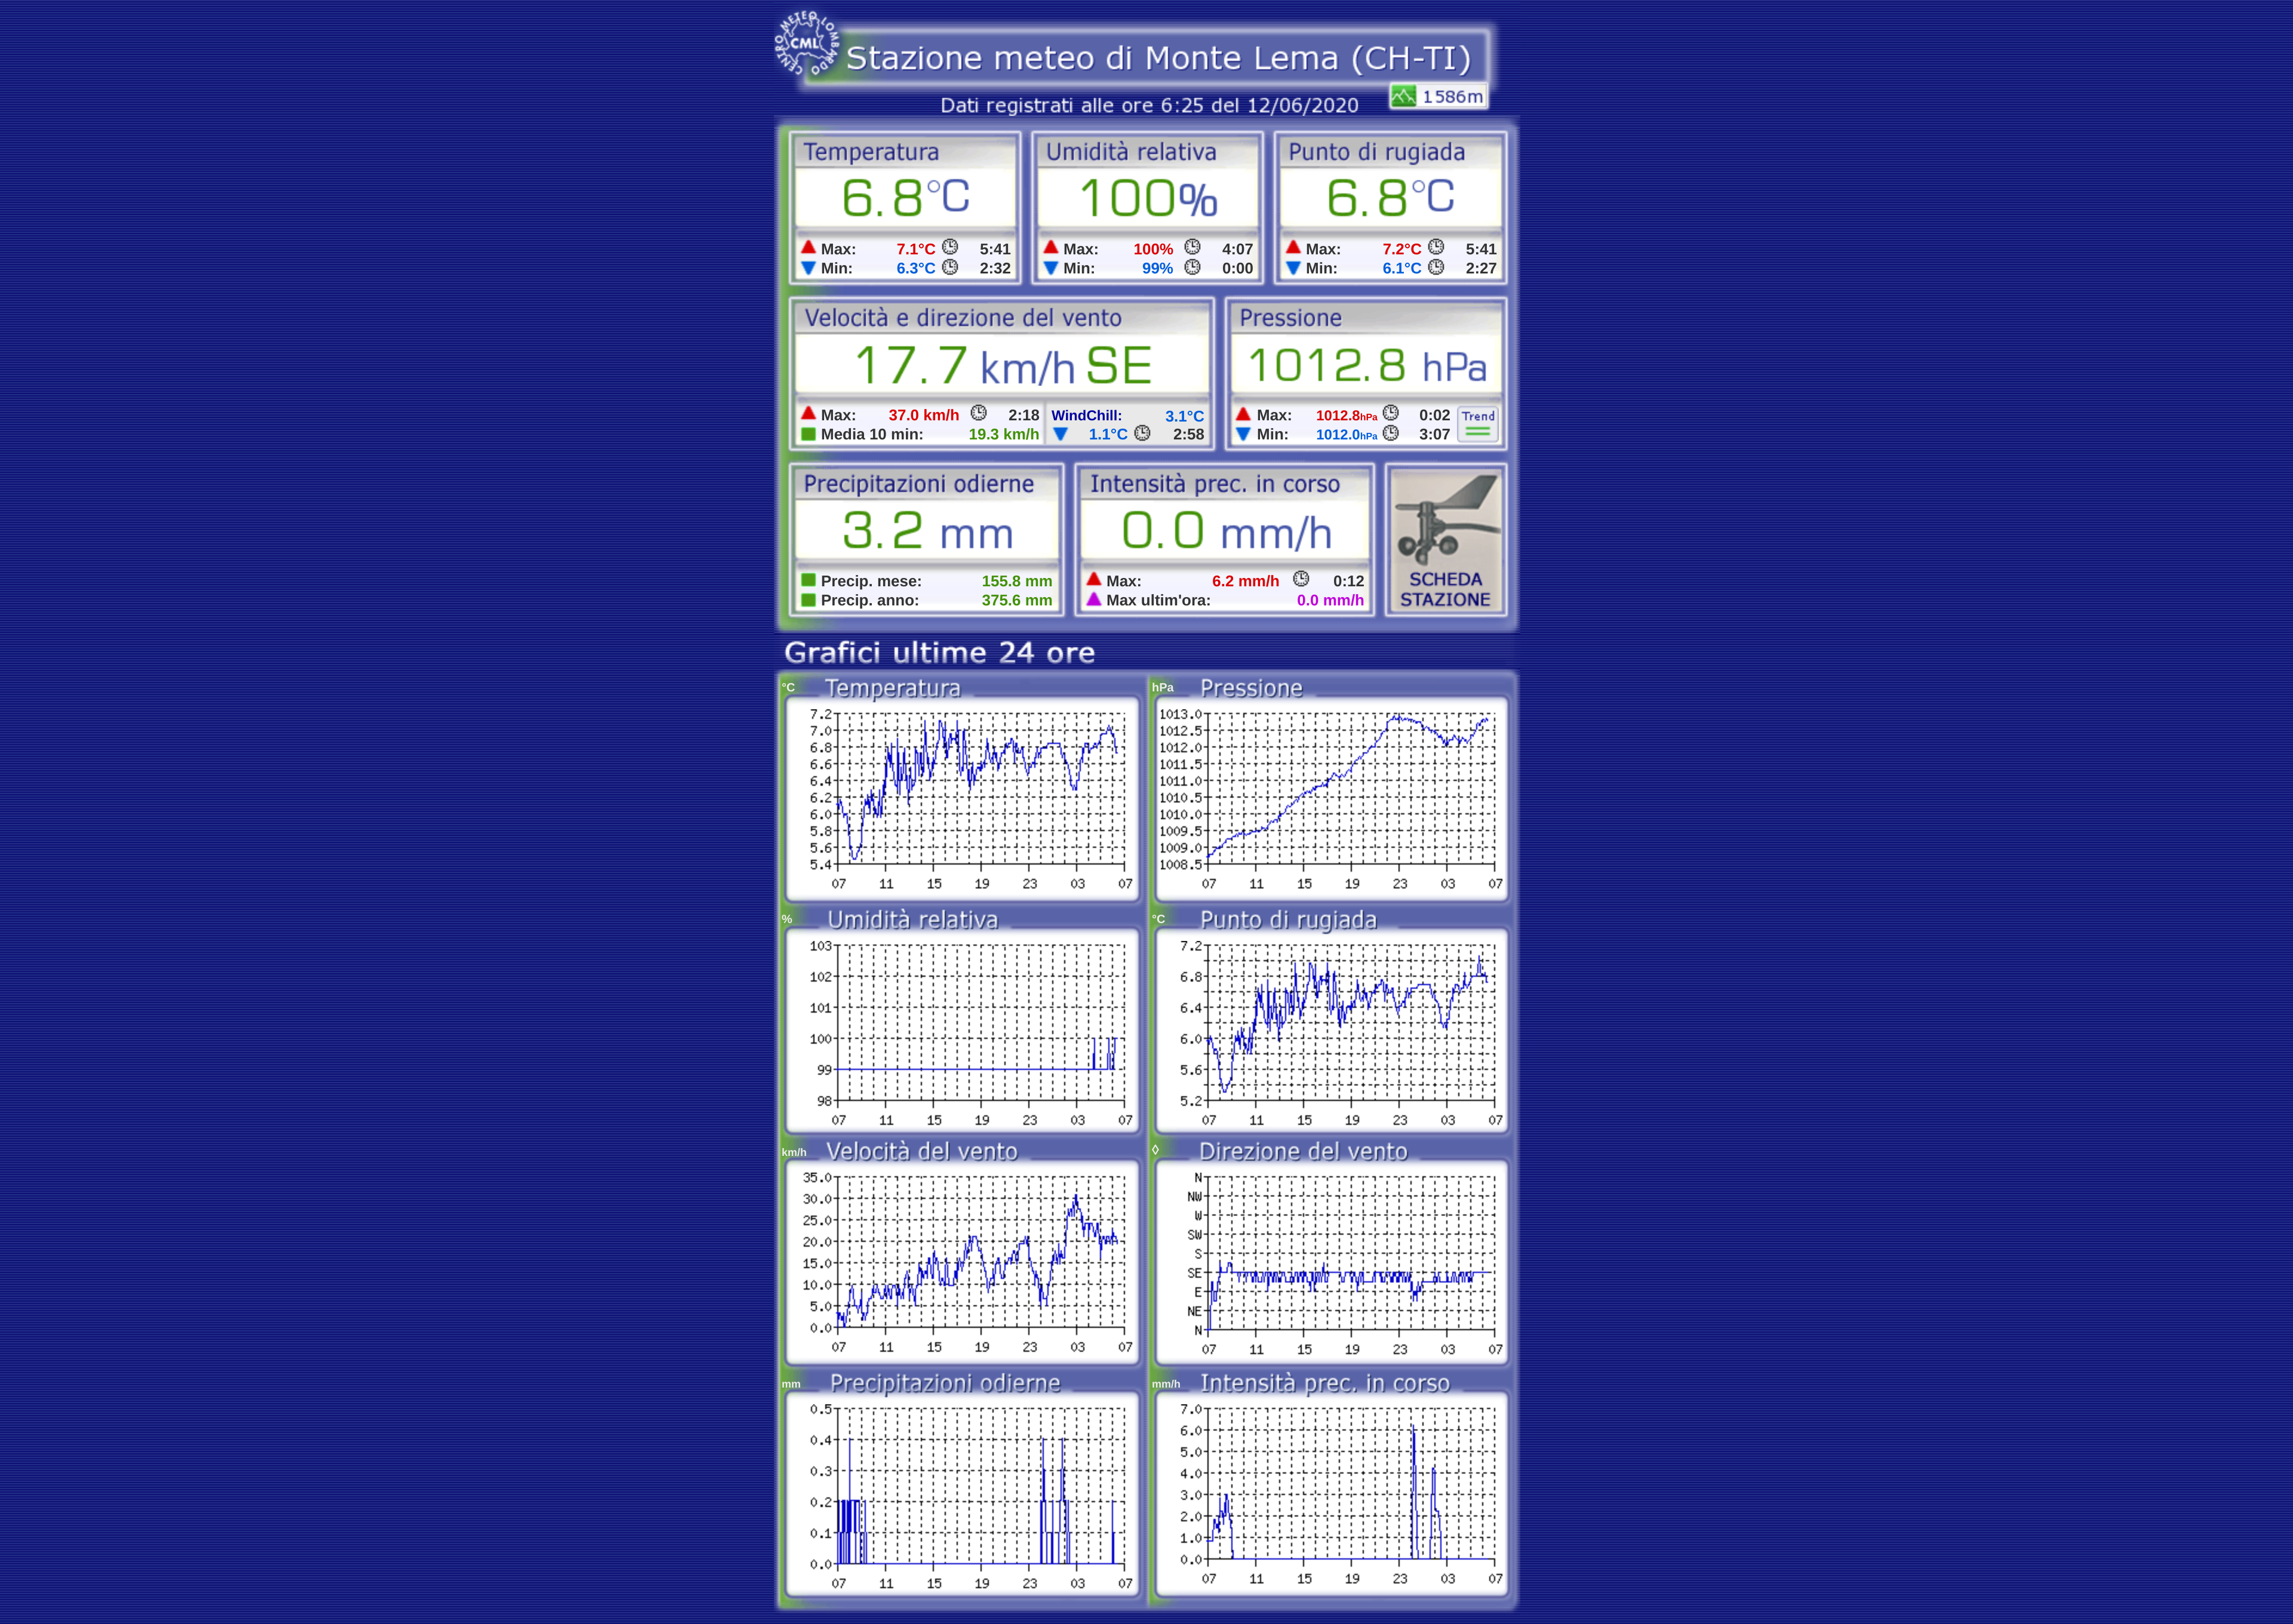 CENTRO METEO LOMBARDO
CML
Stazione meteo di Monte Lema (CH-TI)
Dati registrati alle ore 6:25 del 12/06/2020
1586m
Temperatura
6.8°C
Max: 7.1°C 5:41
Min: 6.3°C 2:32
Umidità relativa
100%
Max: 100% 4:07
Min: 99% 0:00
Punto di rugiada
6.8°C
Max: 7.2°C 5:41
Min: 6.1°C 2:27
Velocità e direzione del vento
17.7 km/h SE
Max: 37.0 km/h 2:18
Media 10 min: 19.3 km/h
WindChill: 3.1°C
1.1°C 2:58
Pressione
1012.8 hPa
Max: 1012.8hPa 0:02
Min: 1012.0hPa 3:07
Trend
Precipitazioni odierne
3.2 mm
Precip. mese: 155.8 mm
Precip. anno: 375.6 mm
Intensità prec. in corso
0.0 mm/h
Max: 6.2 mm/h 0:12
Max ultim'ora: 0.0 mm/h
SCHEDA
STAZIONE
Grafici ultime 24 ore
°C Temperatura
7.2
7.0
6.8
6.6
6.4
6.2
6.0
5.8
5.6
5.4
07 11 15 19 23 03 07
hPa Pressione
1013.0
1012.5
1012.0
1011.5
1011.0
1010.5
1010.0
1009.5
1009.0
1008.5
07 11 15 19 23 03 07
% Umidità relativa
103
102
101
100
99
98
07 11 15 19 23 03 07
°C Punto di rugiada
7.2
6.8
6.4
6.0
5.6
5.2
07 11 15 19 23 03 07
km/h Velocità del vento
35.0
30.0
25.0
20.0
15.0
10.0
5.0
0.0
07 11 15 19 23 03 07
◊ Direzione del vento
N
NW
W
SW
S
SE
E
NE
N
07 11 15 19 23 03 07
mm Precipitazioni odierne
0.5
0.4
0.3
0.2
0.1
0.0
07 11 15 19 23 03 07
mm/h Intensità prec. in corso
7.0
6.0
5.0
4.0
3.0
2.0
1.0
0.0
07 11 15 19 23 03 07